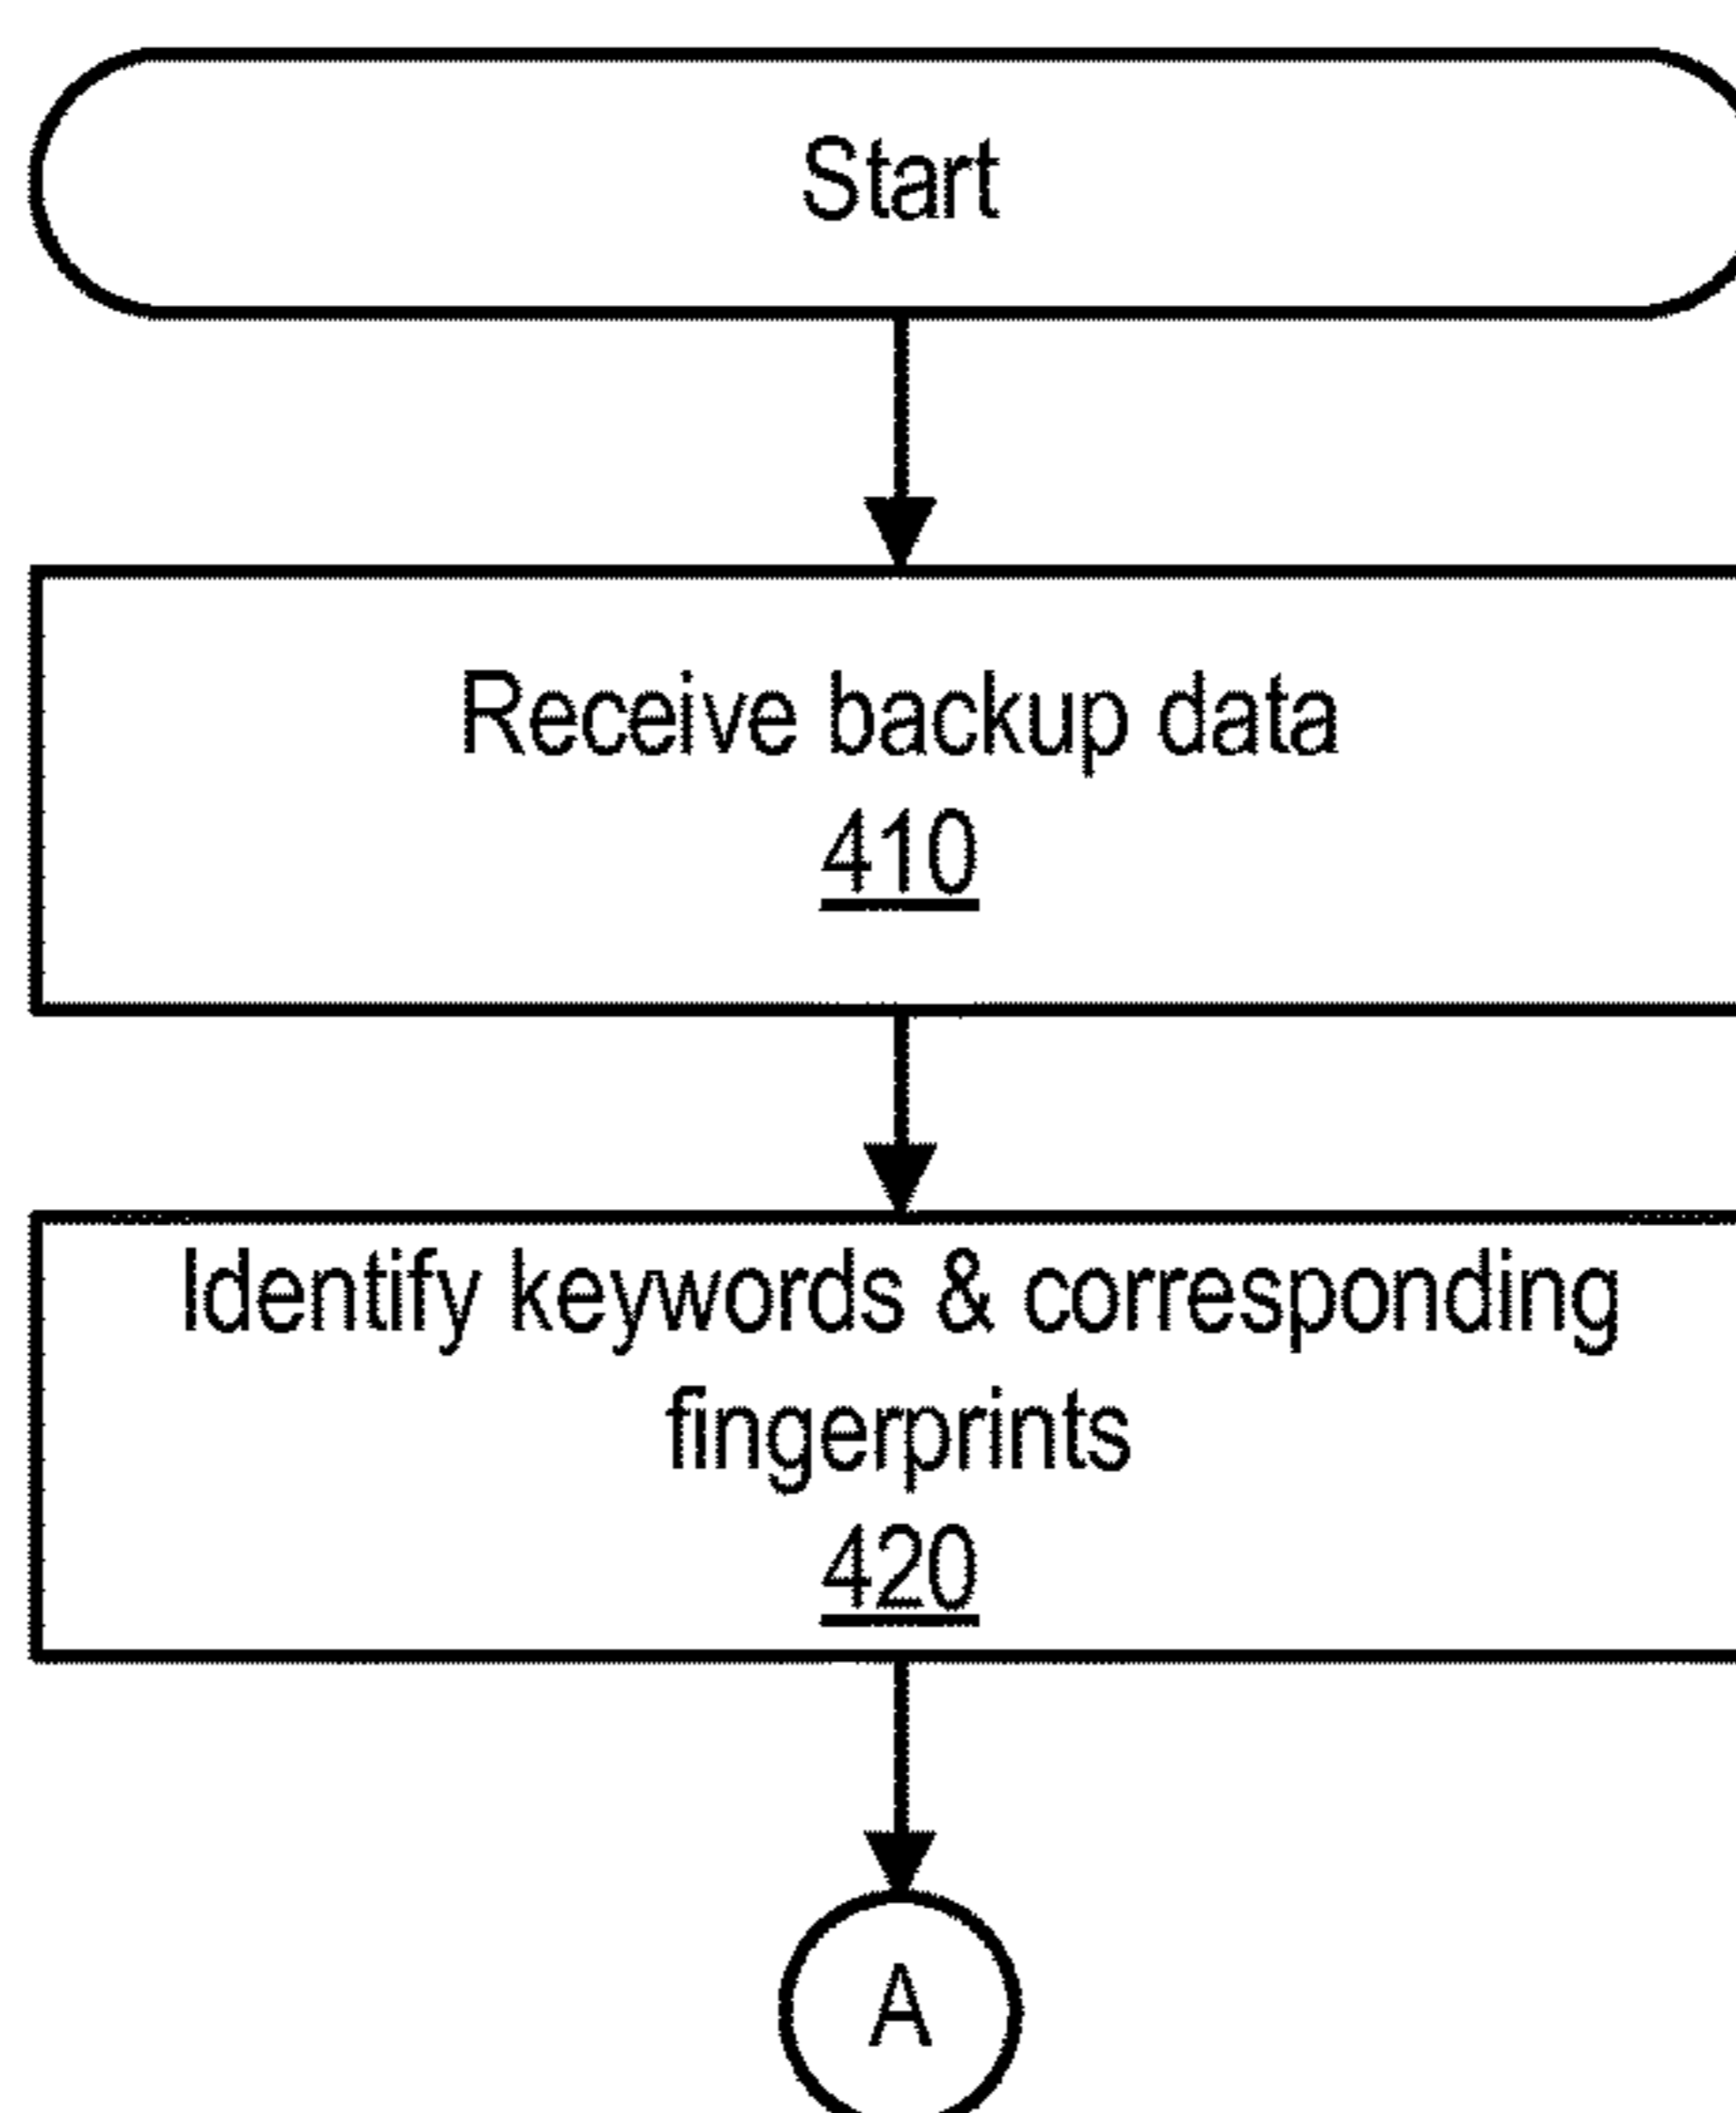 Start
Receive backup data
410
Identify keywords & corresponding
fingerprints
420
A